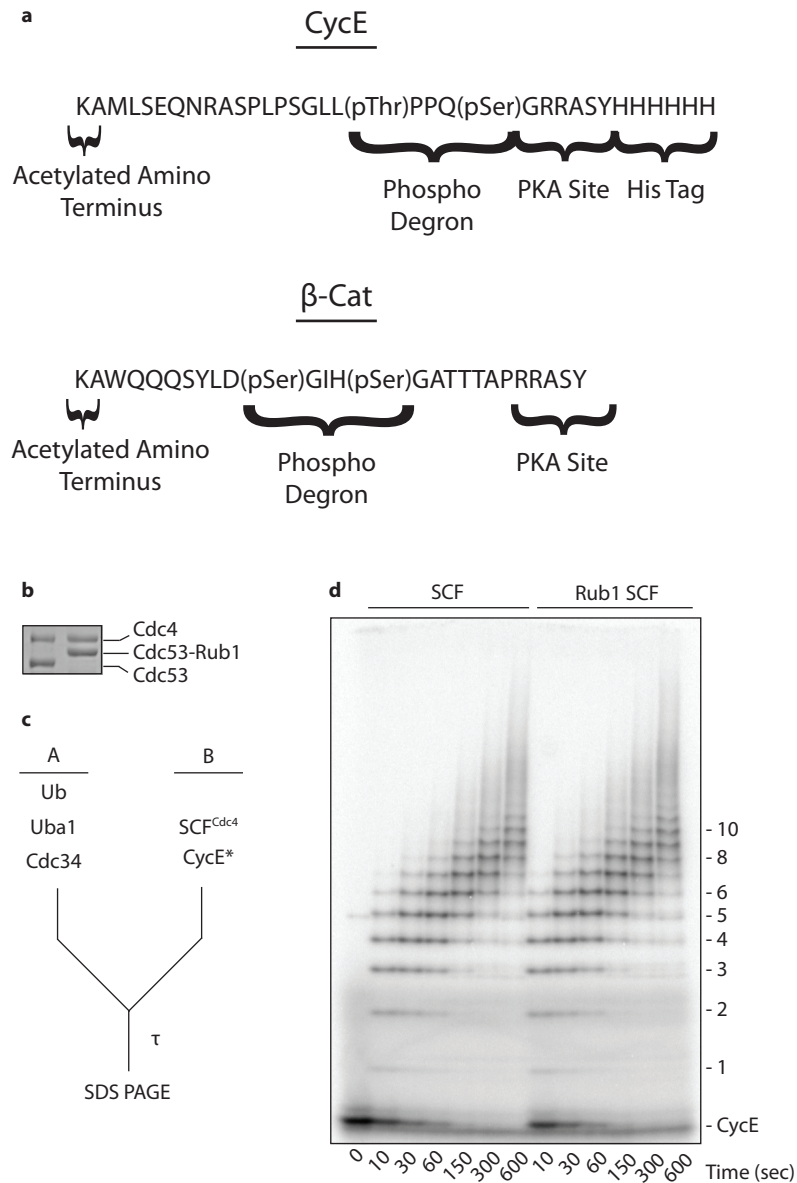 a
CycE
KAMLSEQNRASPLPSGLL(pThr)PPQ(pSer)GRRASYHHHHHH
Acetylated Amino
Terminus
Phospho
Degron
PKA Site
His Tag
β-Cat
KAWQQQSYLD(pSer)GIH(pSer)GATTTAPRRASY
Acetylated Amino
Terminus
Phospho
Degron
PKA Site
b
Cdc4
Cdc53-Rub1
Cdc53
c
A
B
Ub
Uba1
SCFCdc4
Cdc34
CycE*
τ
SDS PAGE
d
SCF
Rub1 SCF
- 10
- 8
- 6
- 5
- 4
- 3
- 2
- 1
- CycE
0 10 30 60 150 300 600 10 30 60 150 300 600 Time (sec)